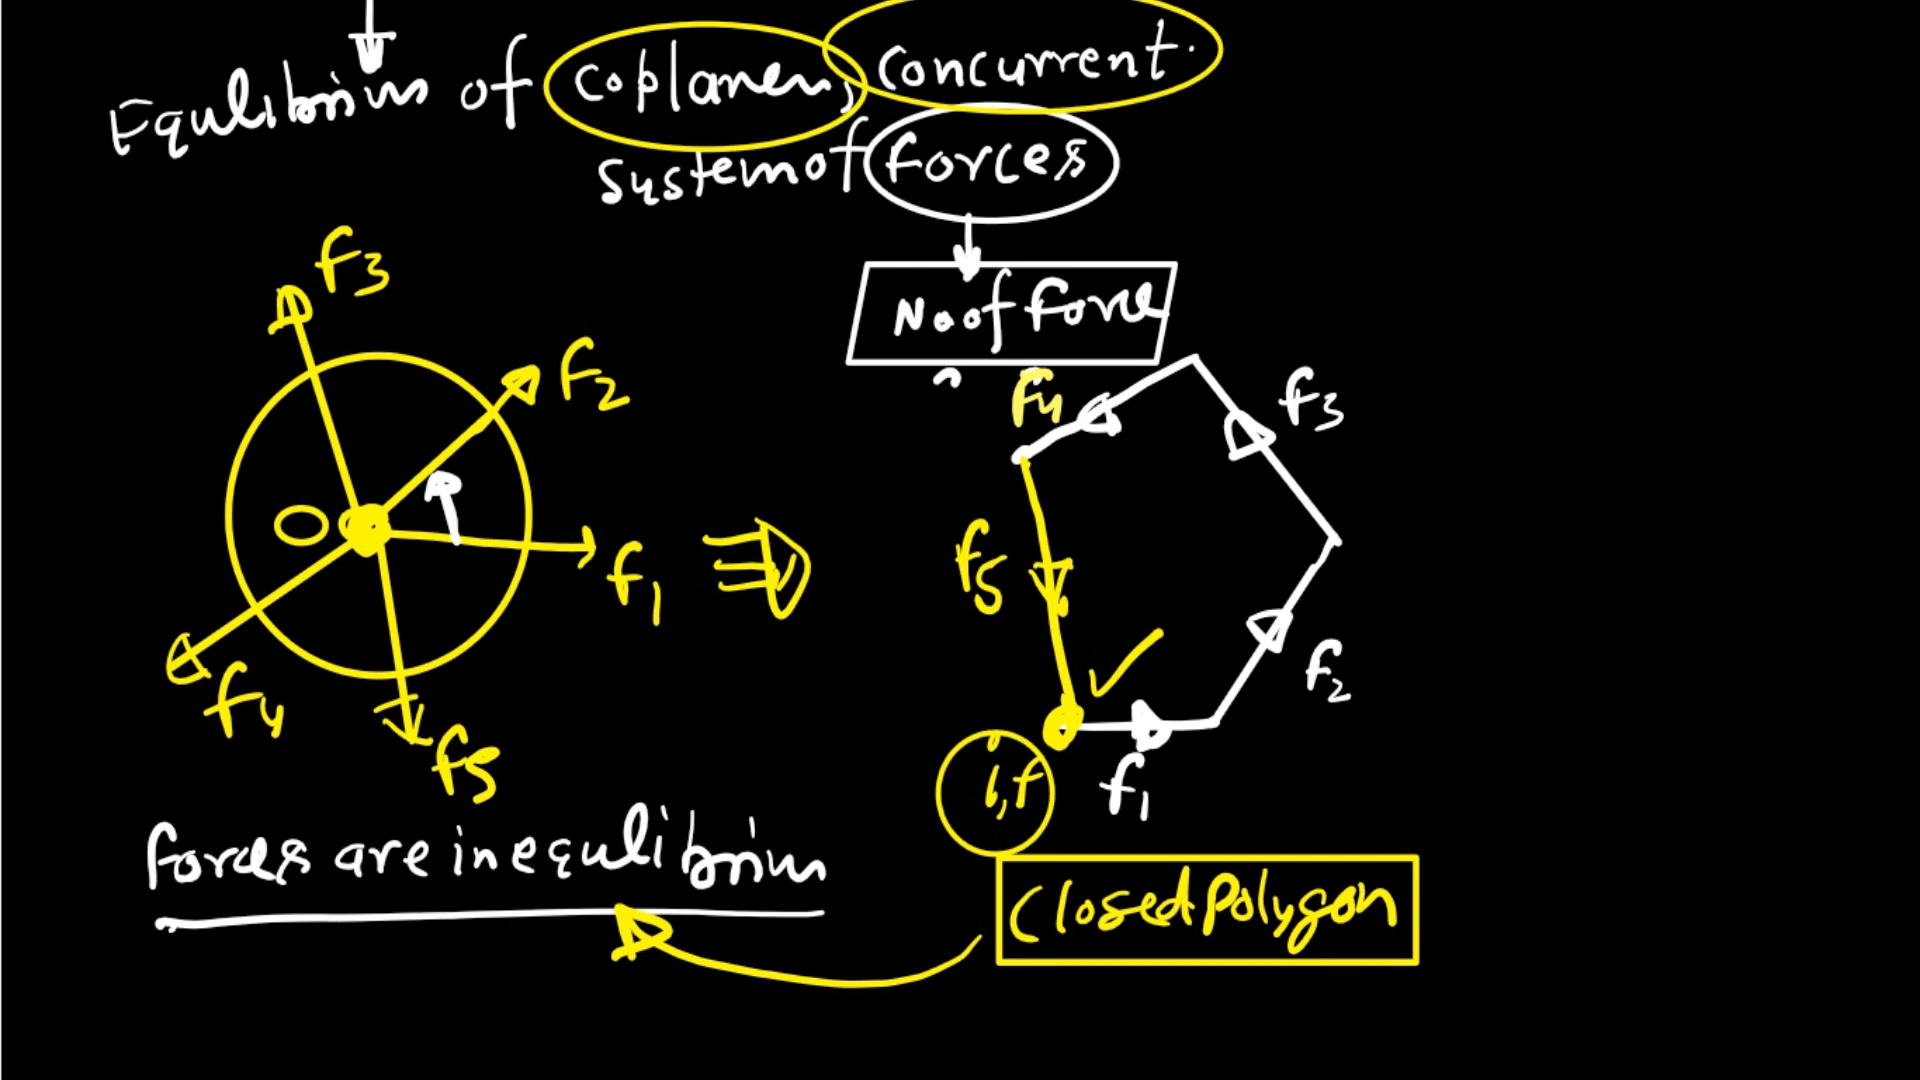 Equlibrium of coplaner, concurrent.
System of forces
No of force
f3
F2
O
f1
f4
f5
F4
f3
f5
f2
i,f
f1
forces are in equlibrium
Closed Polygon